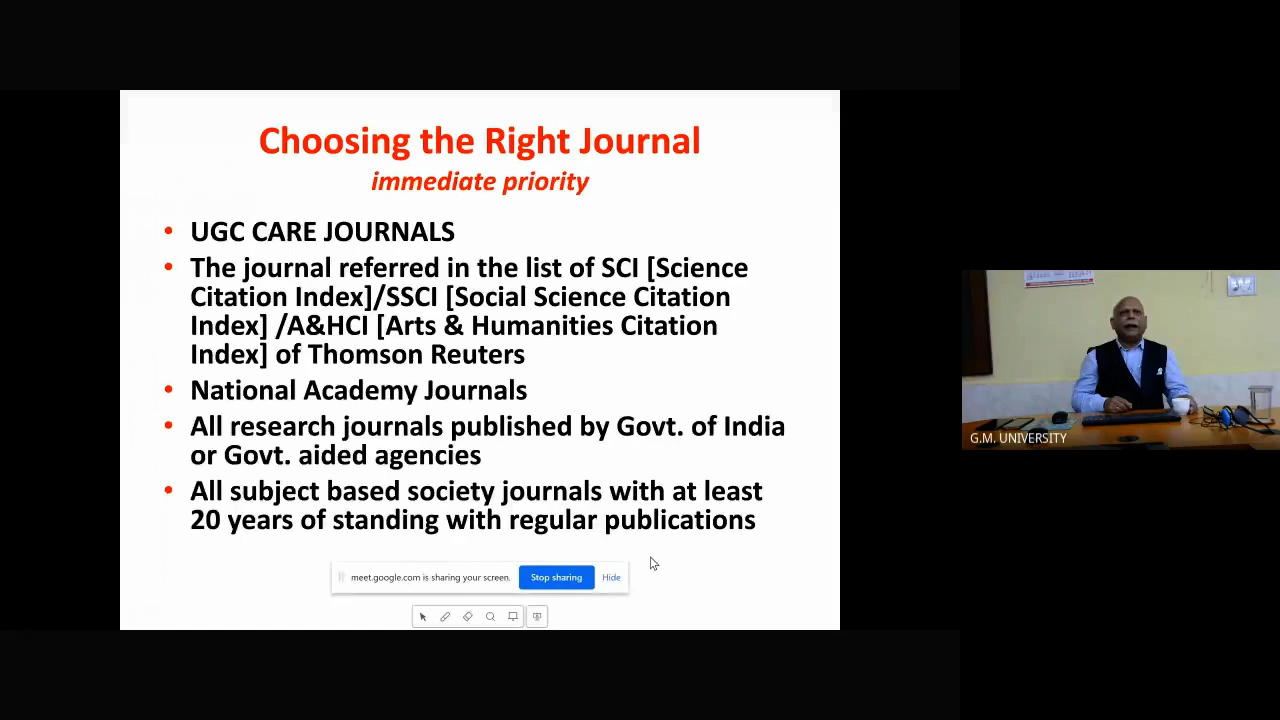 Choosing the Right Journal
immediate priority
• UGC CARE JOURNALS
• The journal referred in the list of SCI [Science
Citation Index]/SSCI [Social Science Citation
Index] /A&HCI [Arts & Humanities Citation
Index] of Thomson Reuters
• National Academy Journals
• All research journals published by Govt. of India
or Govt. aided agencies
• All subject based society journals with at least
20 years of standing with regular publications
meet.google.com is sharing your screen.
Stop sharing
Hide
G.M. UNIVERSITY